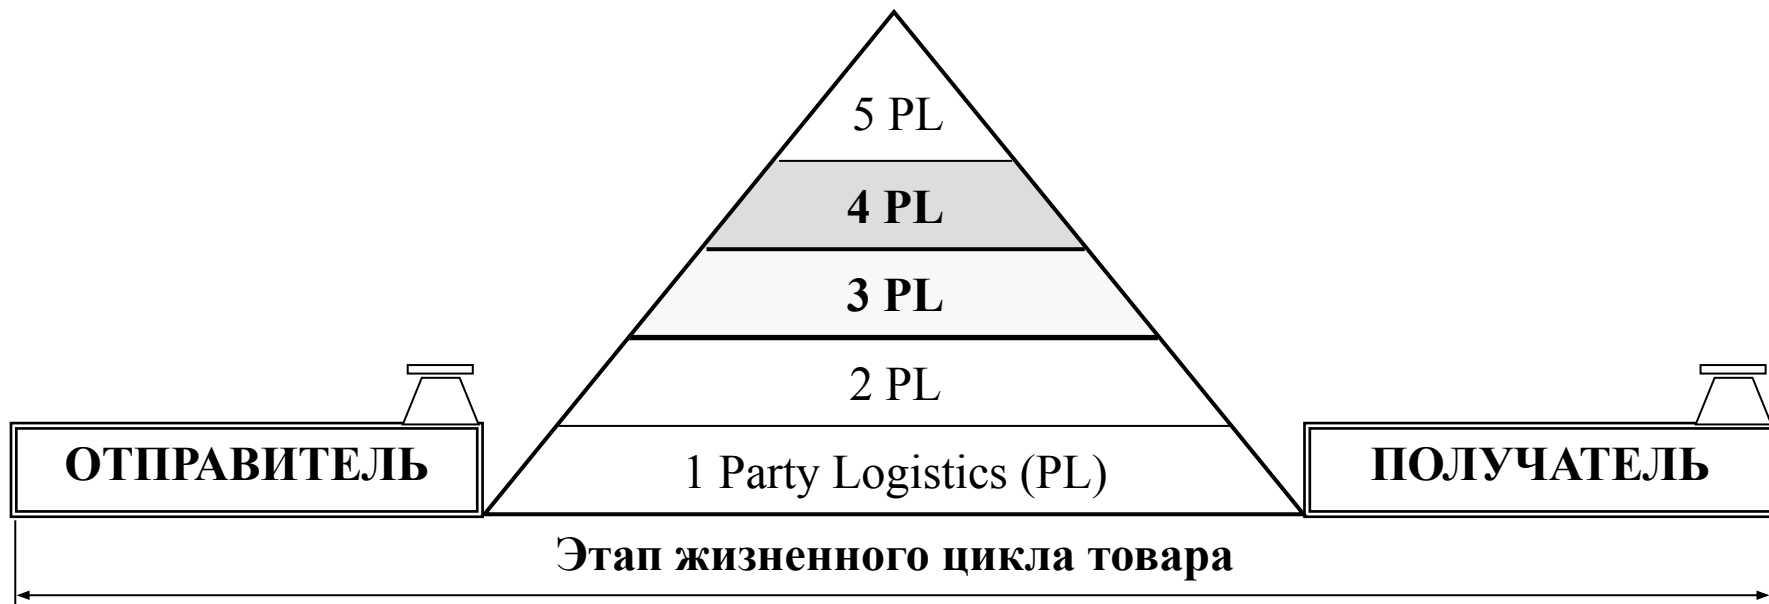 5 PL
4 PL
3 PL
2 PL
ОТПРАВИТЕЛЬ
1 Party Logistics (PL)
ПОЛУЧАТЕЛЬ
Этап жизненного цикла товара